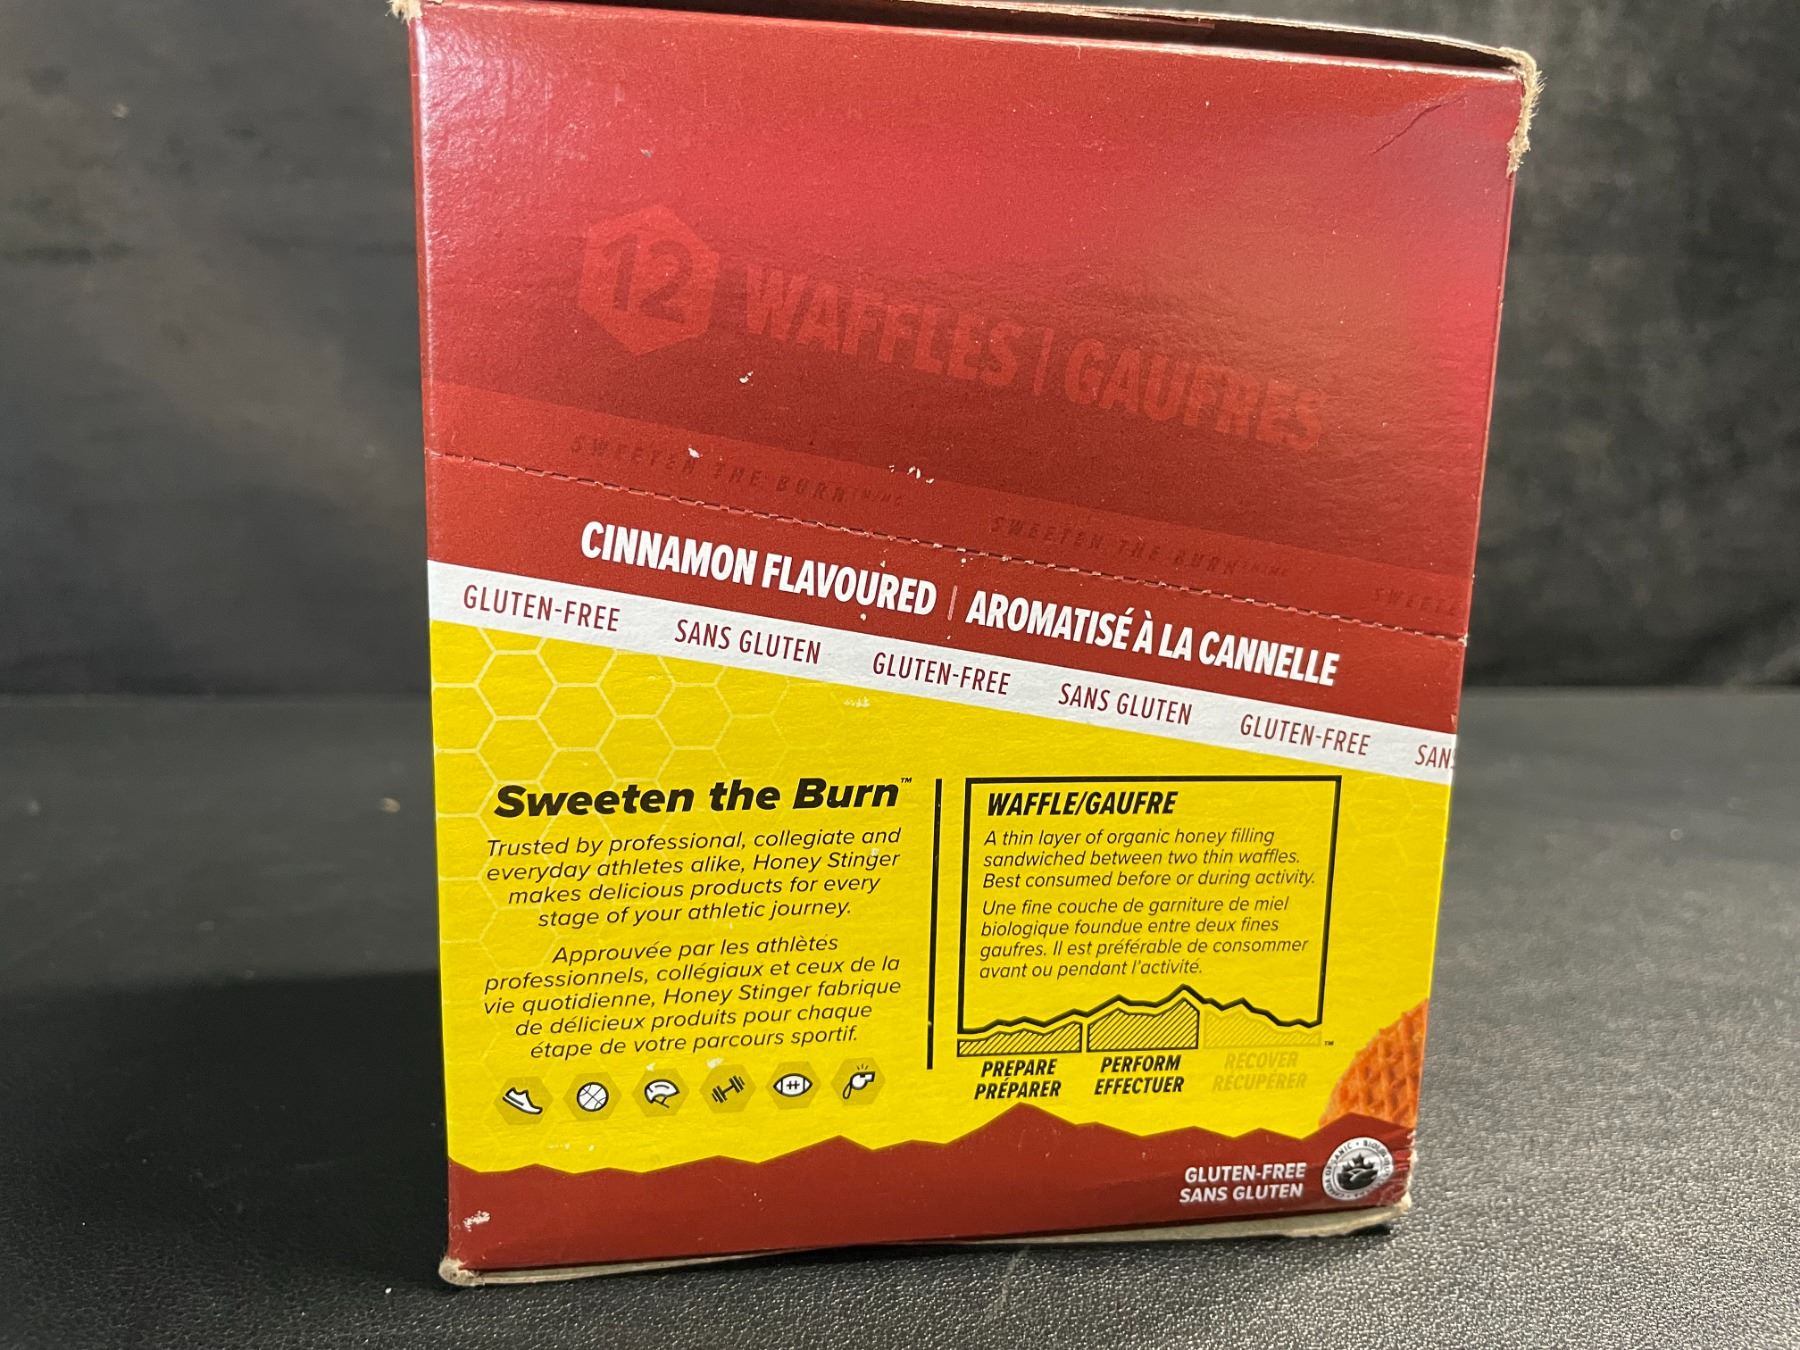 12 WAFFLES | GAUFRES
SWEETEN THE BURN
SWEETEN THE BURN
CINNAMON FLAVOURED | AROMATISÉ À LA CANNELLE
GLUTEN-FREE SANS GLUTEN GLUTEN-FREE SANS GLUTEN GLUTEN-FREE SAN
Sweeten the Burn™
Trusted by professional, collegiate and
everyday athletes alike, Honey Stinger
makes delicious products for every
stage of your athletic journey.
Approuvée par les athlètes
professionnels, collégiaux et ceux de la
vie quotidienne, Honey Stinger fabrique
de délicieux produits pour chaque
étape de votre parcours sportif.
WAFFLE/GAUFRE
A thin layer of organic honey filling
sandwiched between two thin waffles.
Best consumed before or during activity.
Une fine couche de garniture de miel
biologique foundue entre deux fines
gaufres. Il est préférable de consommer
avant ou pendant l'activité.
PREPARE
PRÉPARER
PERFORM
EFFECTUER
RECOVER
RÉCUPÉRER
™
GLUTEN-FREE
SANS GLUTEN